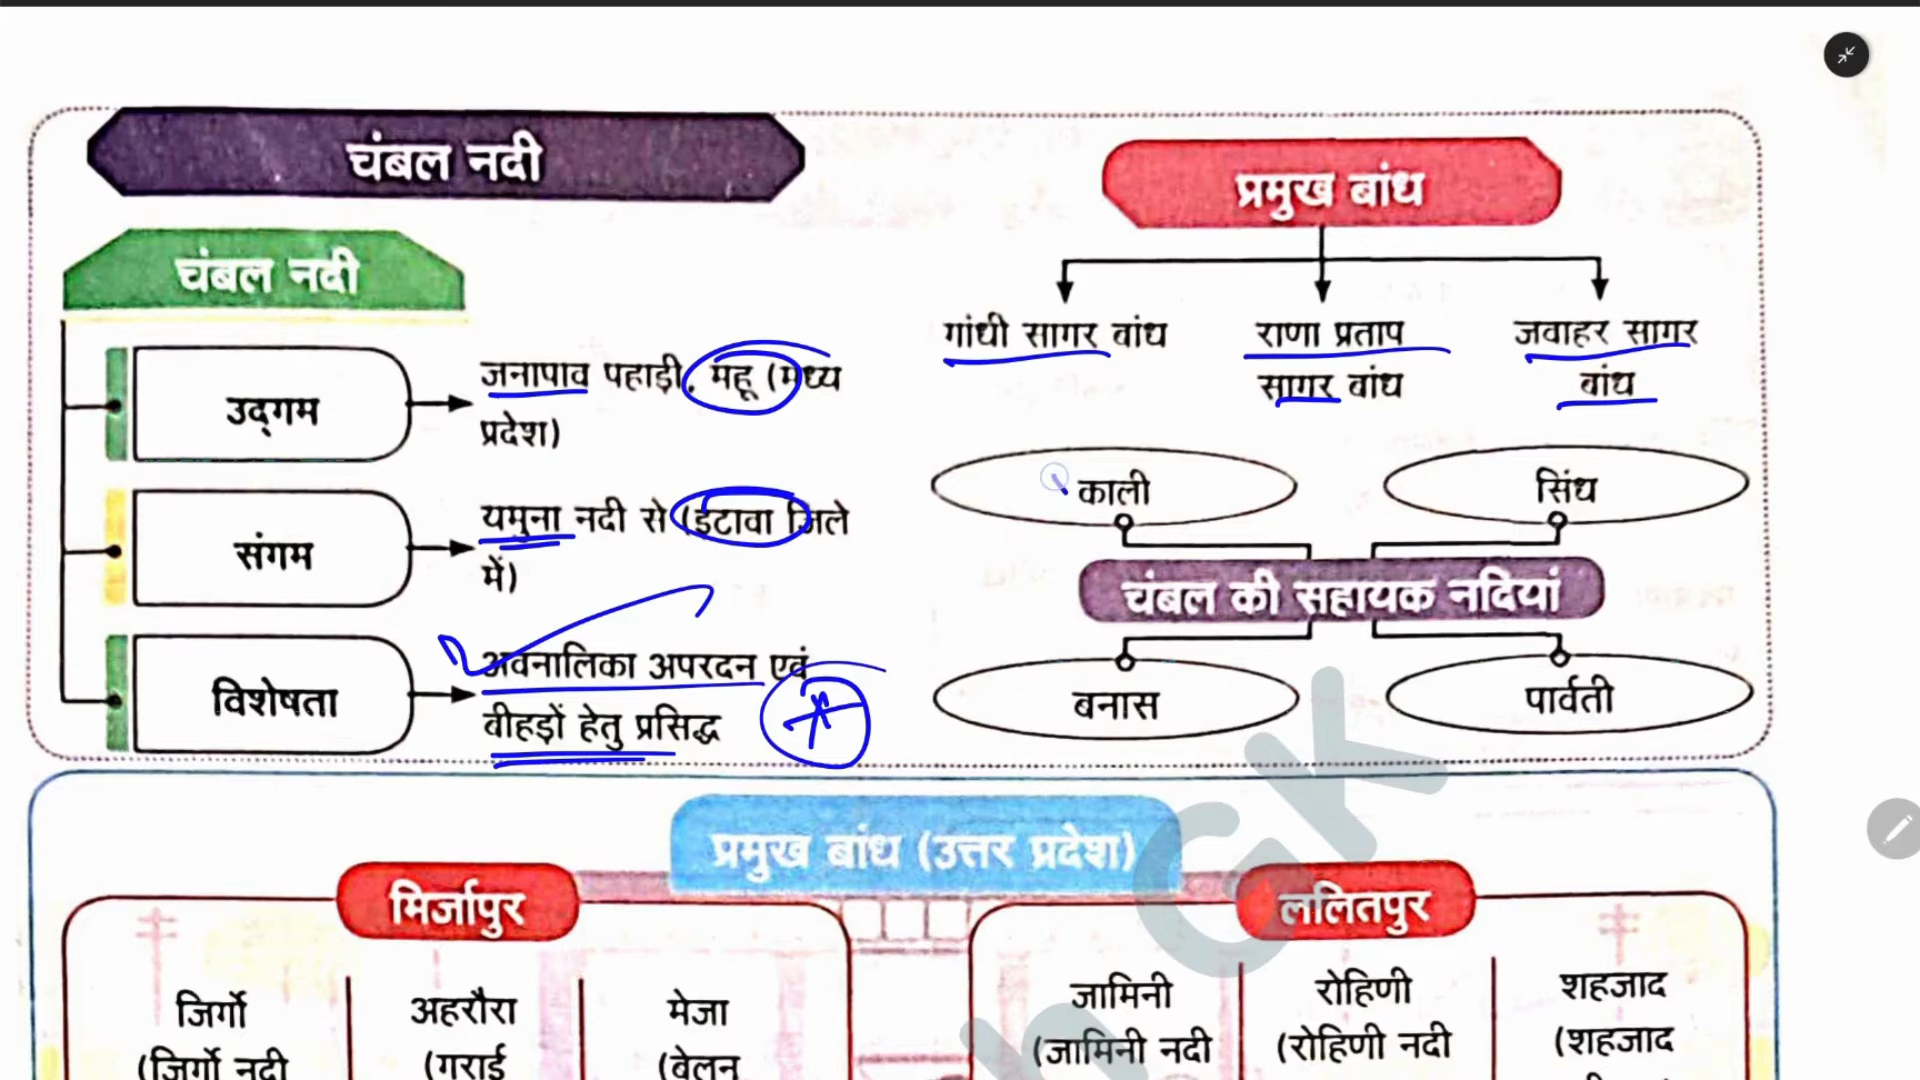 चंबल नदी
प्रमुख बांध
चंबल नदी
उद्गम
जनापाव पहाड़ी, महू (मध्य
प्रदेश)
संगम
यमुना नदी से (इटावा जिले
में)
विशेषता
अवनालिका अपरदन एवं
बीहड़ों हेतु प्रसिद्ध
गांधी सागर बांध
राणा प्रताप
सागर बांध
जवाहर सागर
बांध
काली
सिंध
चंबल की सहायक नदियां
बनास
पार्वती
प्रमुख बांध (उत्तर प्रदेश)
मिर्जापुर
जिर्गो
(जिर्गो नदी
अहरौरा
(गराई
मेजा
(बेलन
ललितपुर
जामिनी
(जामिनी नदी
रोहिणी
(रोहिणी नदी
शहजाद
(शहजाद
GK